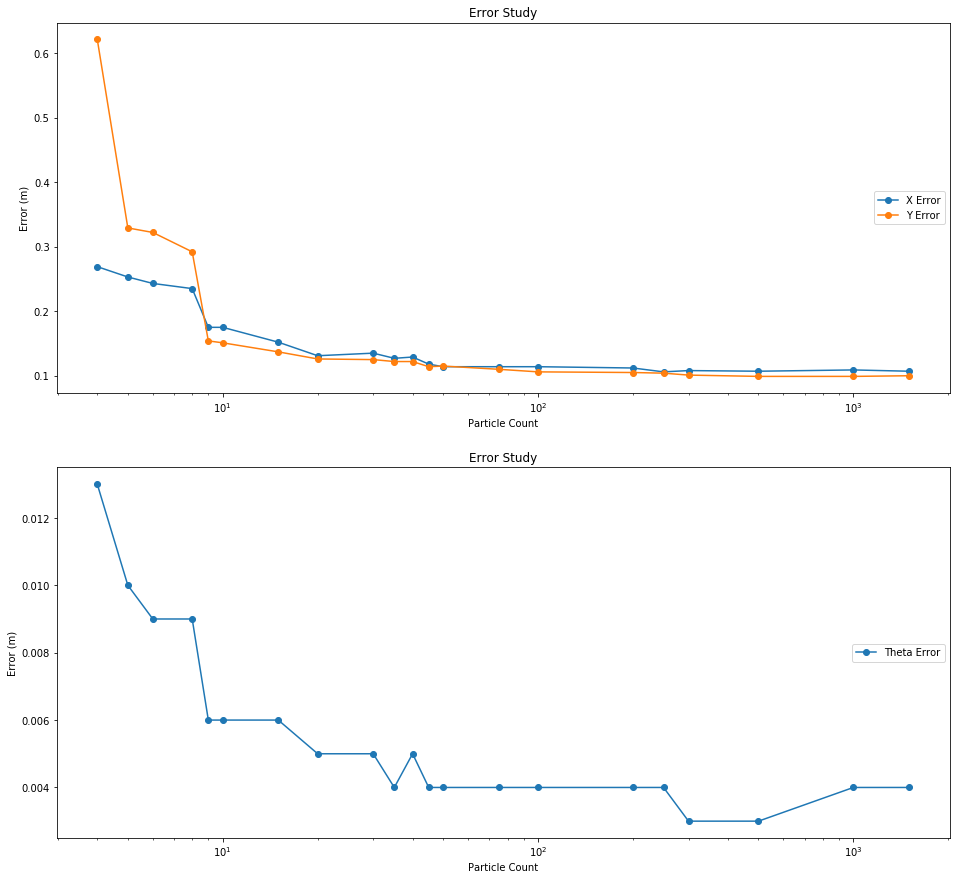 Error Study
0.6
0.5
0.4
0.3
0.2
0.1
Error (m)
X Error
Y Error
10¹
10²
10³
Particle Count
Error Study
0.012
0.010
0.008
0.006
0.004
Error (m)
Theta Error
10¹
10²
10³
Particle Count